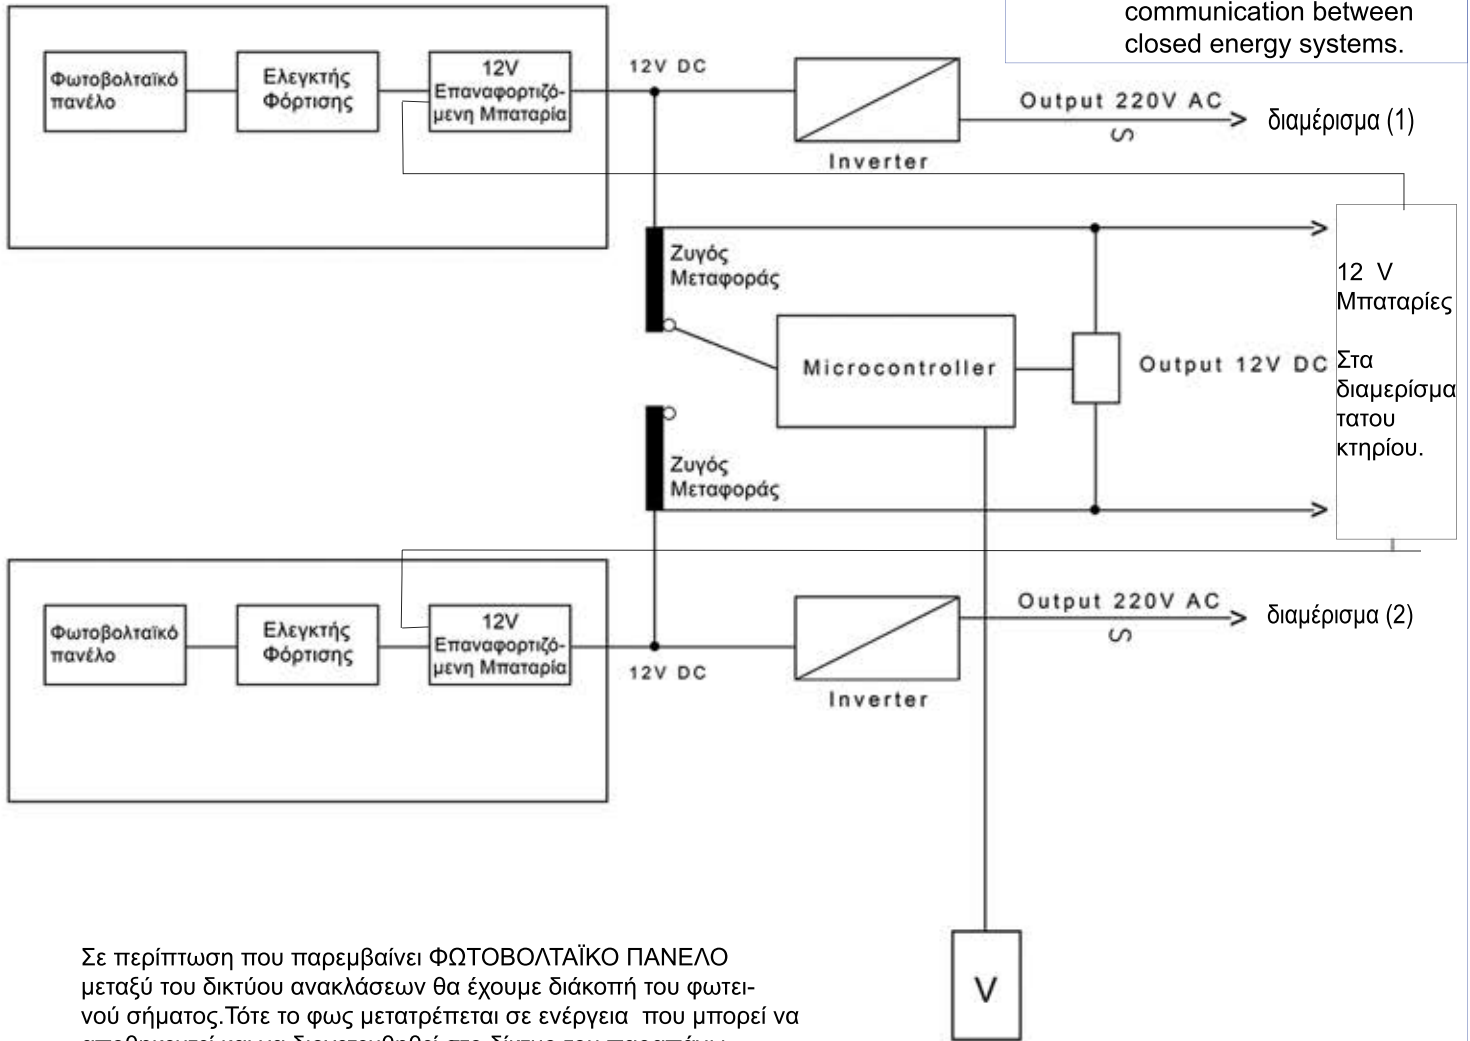 communication between
closed energy systems.
Φωτοβολταϊκό
πανέλο
Ελεγκτής
Φόρτισης
12V
Επαναφορτιζό-
μενη Μπαταρία
12V DC
Inverter
Output 220V AC
S
διαμέρισμα (1)
Ζυγός
Μεταφοράς
Microcontroller
Output 12V DC
12 V
Μπαταρίες
Στα
διαμερίσμα
τατου
κτηρίου.
Ζυγός
Μεταφοράς
Φωτοβολταϊκό
πανέλο
Ελεγκτής
Φόρτισης
12V
Επαναφορτιζό-
μενη Μπαταρία
12V DC
Inverter
Output 220V AC
S
διαμέρισμα (2)
V
Σε περίπτωση που παρεμβαίνει ΦΩΤΟΒΟΛΤΑΪΚΟ ΠΑΝΕΛΟ
μεταξύ του δικτύου ανακλάσεων θα έχουμε διάκοπή του φωτει-
νού σήματος.Τότε το φως μετατρέπεται σε ενέργεια που μπορεί να